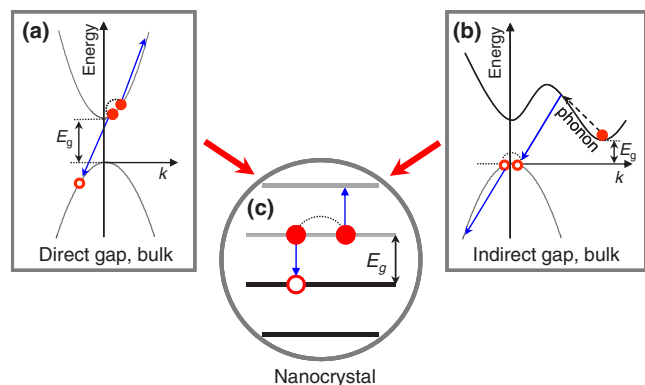 (a)
Energy
E_g
k
Direct gap, bulk
(b)
Energy
phonon
E_g
k
Indirect gap, bulk
(c)
E_g
Nanocrystal